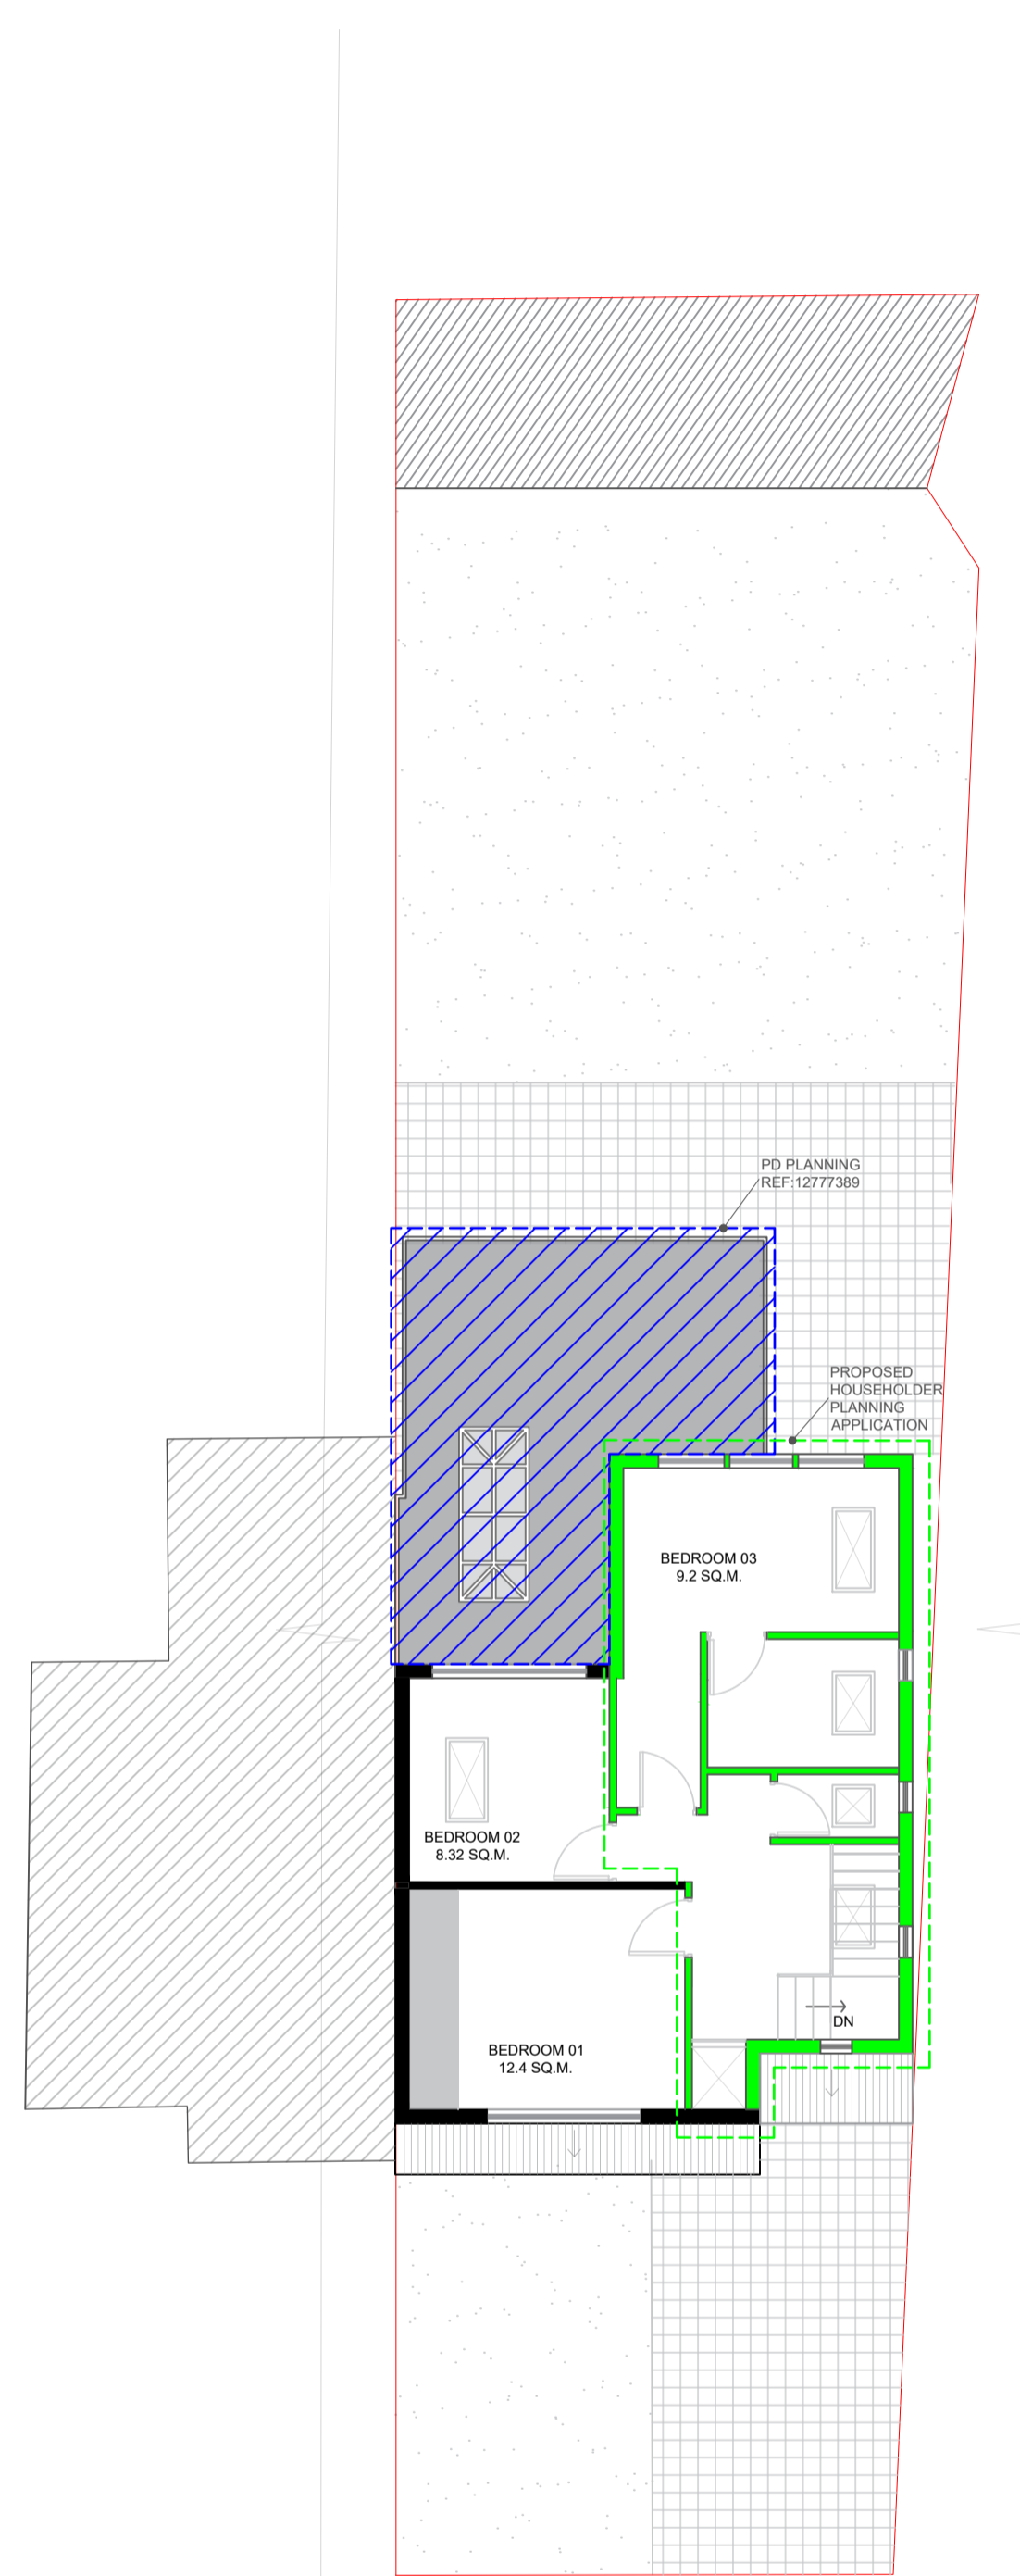 PD PLANNING
REF:12777389
PROPOSED
HOUSEHOLDER
PLANNING
APPLICATION
BEDROOM 03
9.2 SQ.M.
BEDROOM 02
8.32 SQ.M.
DN
BEDROOM 01
12.4 SQ.M.